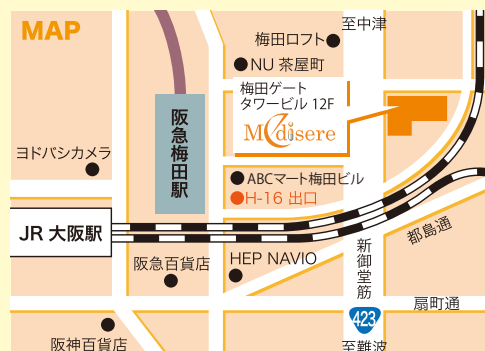 MAP
至中津
梅田ロフト
NU 茶屋町
梅田ゲート
タワービル 12F
Medisere
阪急梅田駅
ヨドバシカメラ
ABCマート梅田ビル
H-16 出口
JR 大阪駅
都島通
HEP NAVIO
新御堂筋
阪急百貨店
扇町通
423
阪神百貨店
至難波